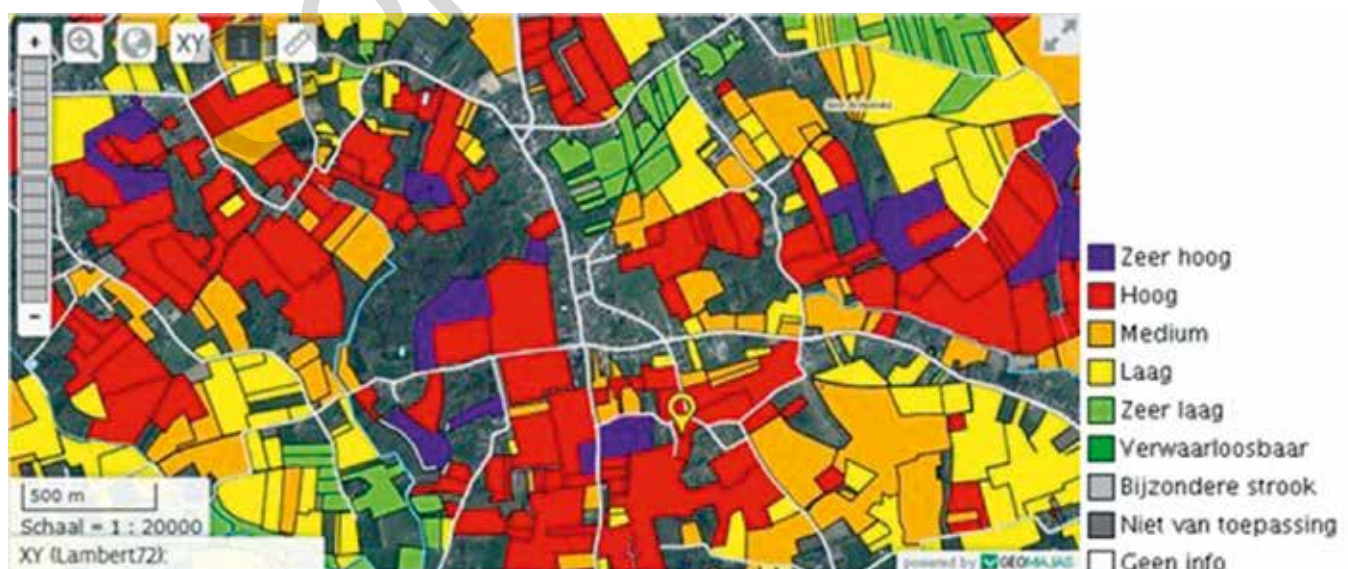 +
XY
-
500 m
Schaal = 1 : 20000
XY (Lambert72):
powered by GEOMAJAS
Zeer hoog
Hoog
Medium
Laag
Zeer laag
Verwaarloosbaar
Bijzondere strook
Niet van toepassing
Geen info